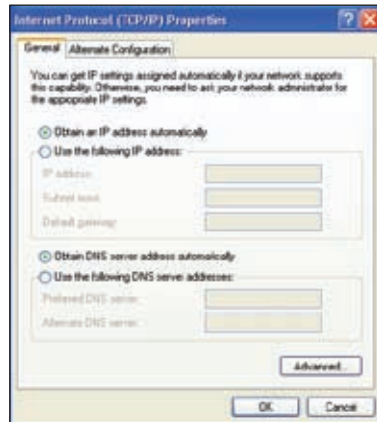 Internet Protocol (TCP/IP) Properties
General
Alternate Configuration
You can get IP settings assigned automatically if your network supports
this capability. Otherwise, you need to ask your network administrator for
the appropriate IP settings.
Obtain an IP address automatically
Use the following IP address:
IP address:
Subnet mask:
Default gateway:
Obtain DNS server address automatically
Use the following DNS server addresses:
Preferred DNS server:
Alternate DNS server:
Advanced...
OK
Cancel